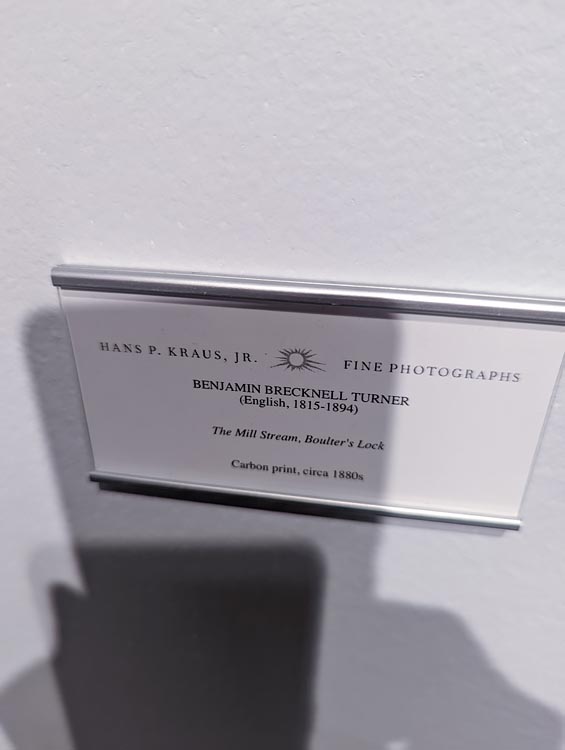 HANS P. KRAUS, JR. FINE PHOTOGRAPHS
BENJAMIN BRECKNELL TURNER
(English, 1815-1894)
The Mill Stream, Boulter's Lock
Carbon print, circa 1880s